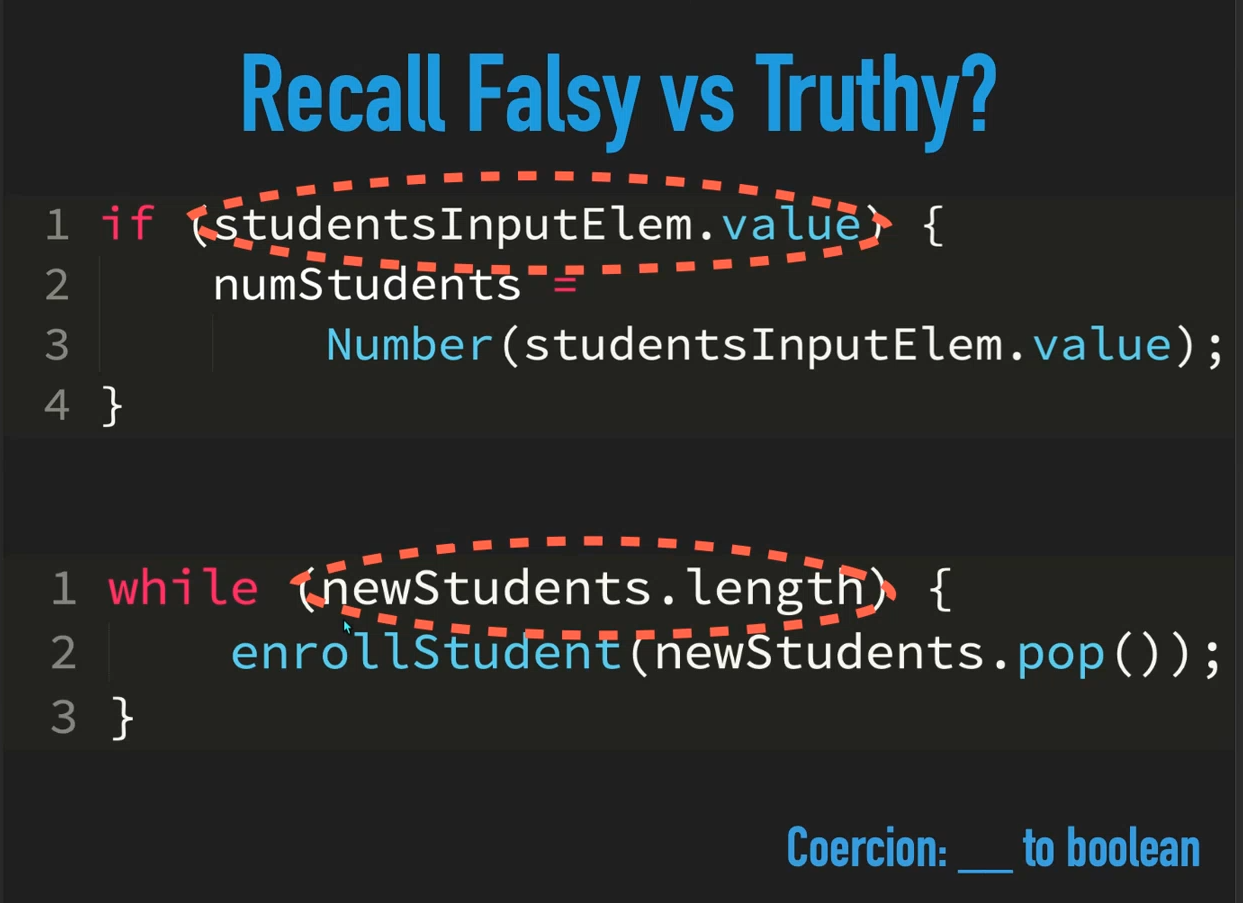 Recall Falsy vs Truthy?
1 if (studentsInputElem.value) {
2 numStudents =
3 Number(studentsInputElem.value);
4 }
1 while (newStudents.length) {
2 enrollStudent(newStudents.pop());
3 }
Coercion: __ to boolean